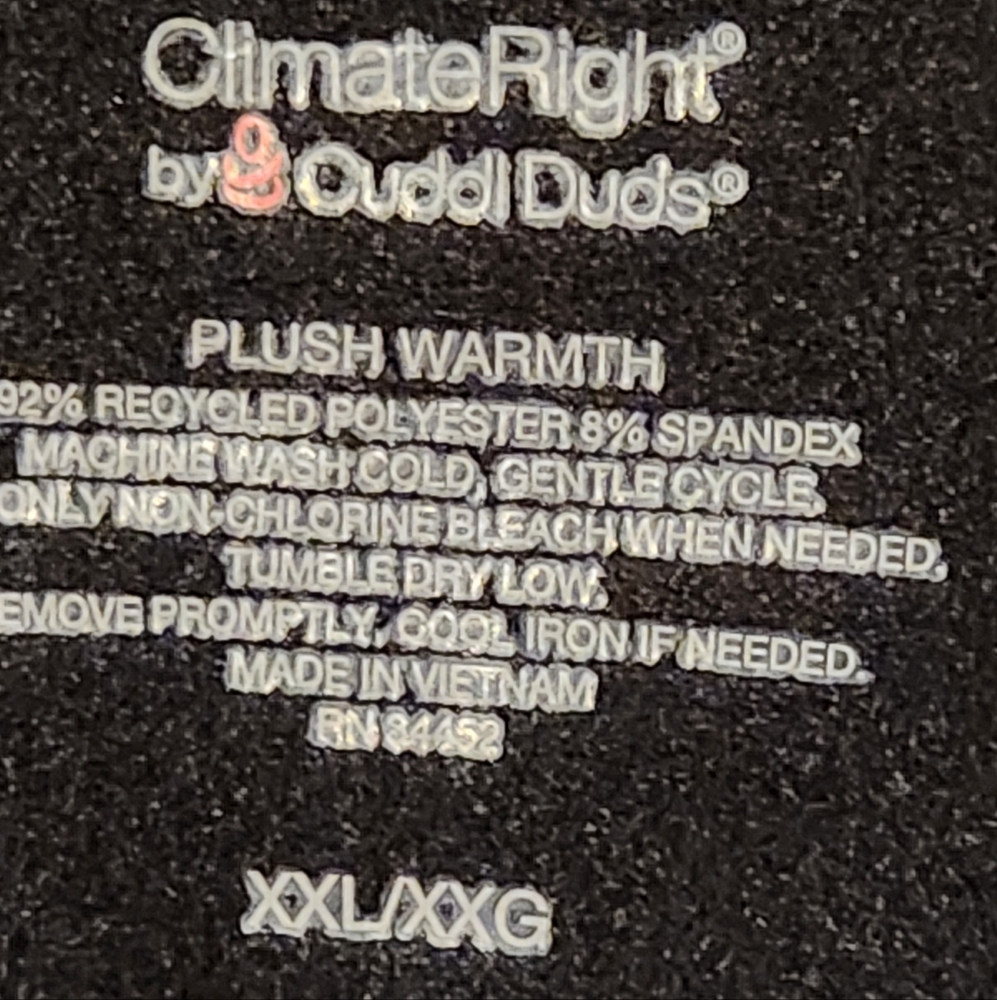 ClimateRight®
by Cuddl Duds®
PLUSH WARMTH
92% RECYCLED POLYESTER 8% SPANDEX
MACHINE WASH COLD, GENTLE CYCLE,
ONLY NON-CHLORINE BLEACH WHEN NEEDED,
TUMBLE DRY LOW,
EMOVE PROMPTLY, COOL IRON IF NEEDED.
MADE IN VIETNAM
RN 84452
XXL/XXG